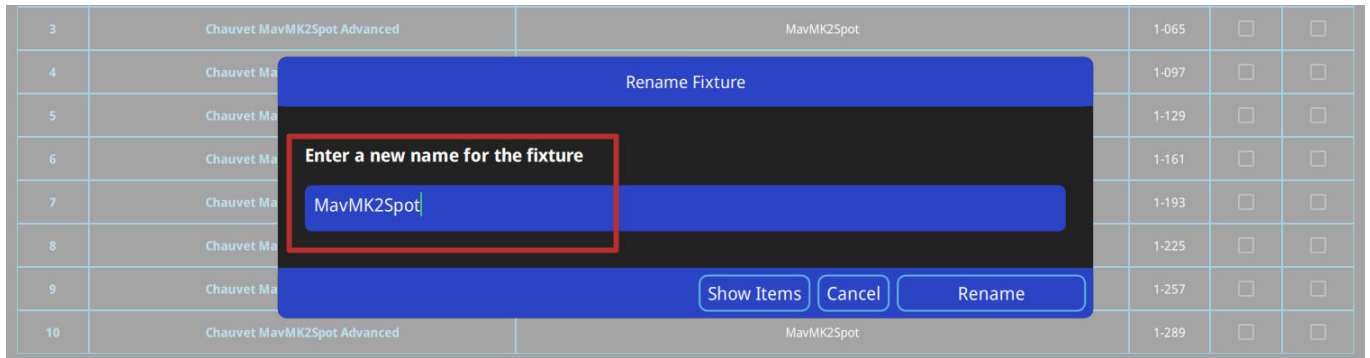 3 Chauvet MavMK2Spot Advanced MavMK2Spot 1-065
4 Chauvet Ma 1-097
5 Chauvet Ma 1-129
6 Chauvet Ma 1-161
7 Chauvet Ma 1-193
8 Chauvet Ma 1-225
9 Chauvet Ma 1-257
10 Chauvet MavMK2Spot Advanced MavMK2Spot 1-289
Rename Fixture
Enter a new name for the fixture
MavMK2Spot
Show Items Cancel Rename